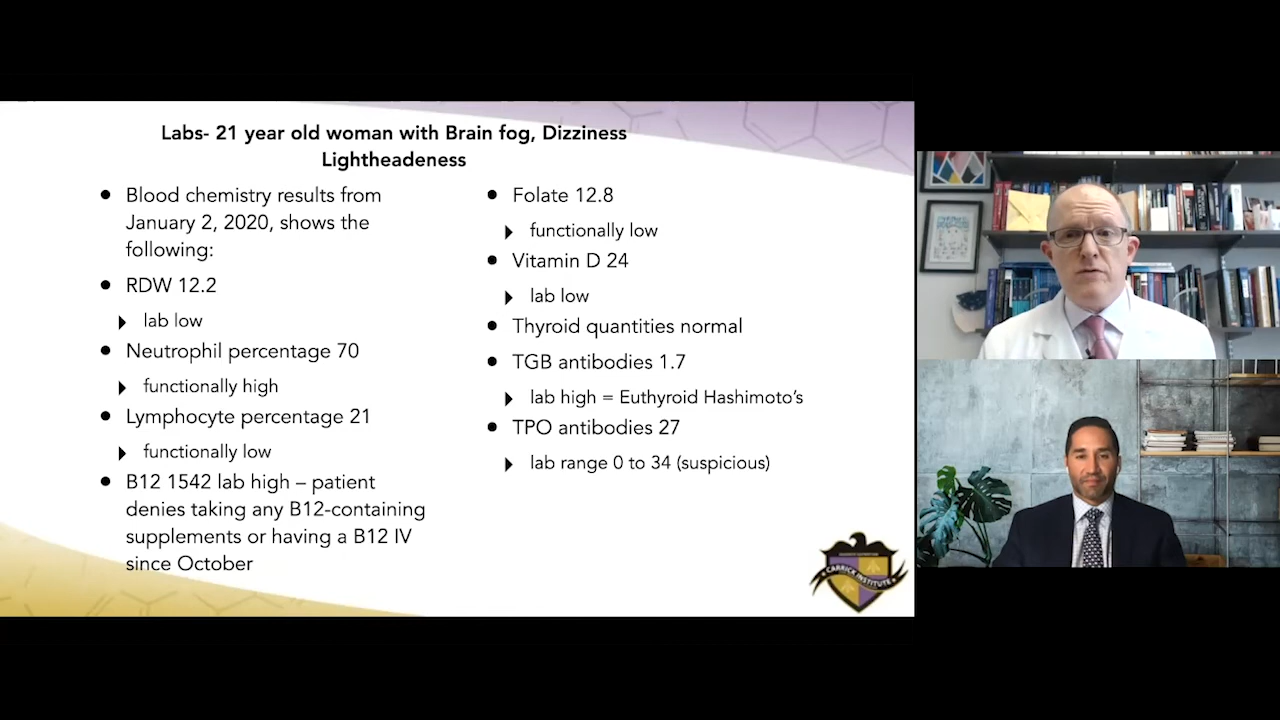 Labs- 21 year old woman with Brain fog, Dizziness
Lightheadeness
Blood chemistry results from
January 2, 2020, shows the
following:
RDW 12.2
lab low
Neutrophil percentage 70
functionally high
Lymphocyte percentage 21
functionally low
B12 1542 lab high – patient
denies taking any B12-containing
supplements or having a B12 IV
since October
Folate 12.8
functionally low
Vitamin D 24
lab low
Thyroid quantities normal
TGB antibodies 1.7
lab high = Euthyroid Hashimoto's
TPO antibodies 27
lab range 0 to 34 (suspicious)
CARRICK INSTITUTE